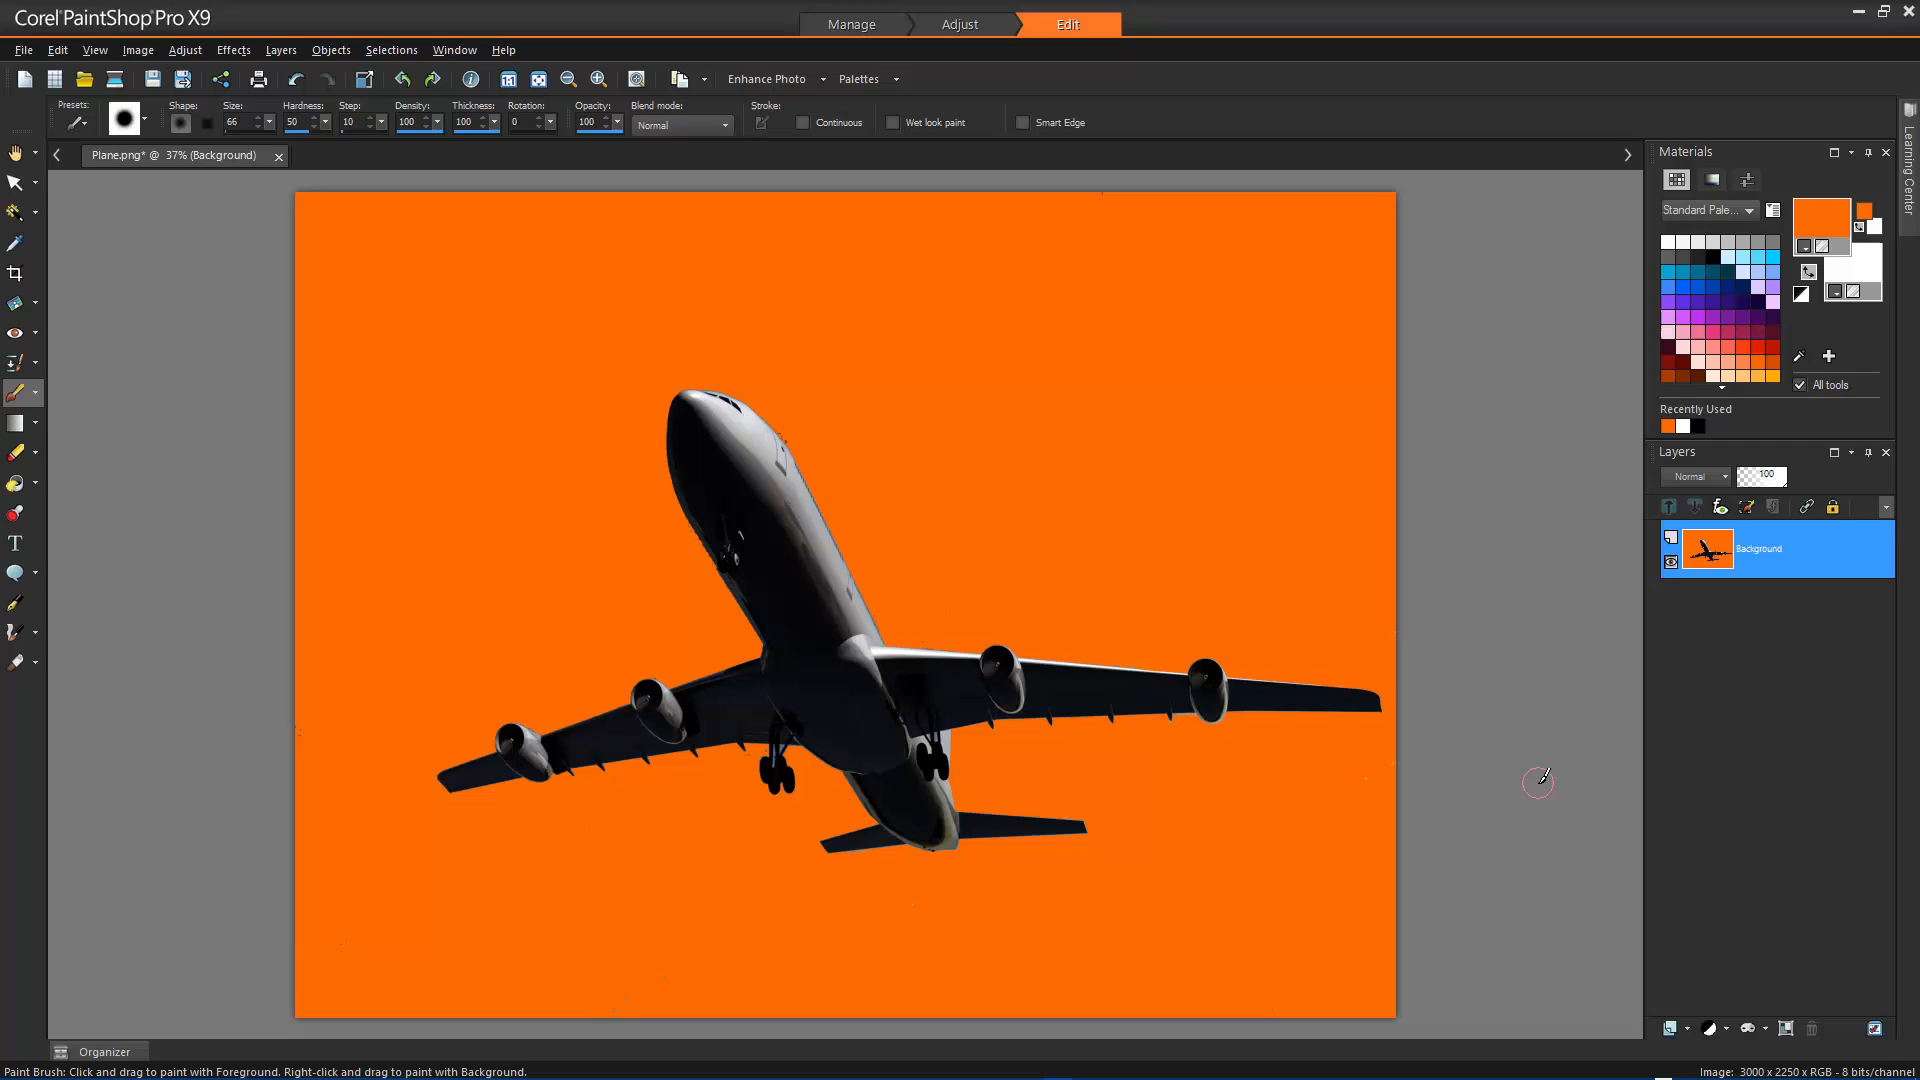 Corel® PaintShop® Pro X9
Manage
Adjust
Edit
File
Edit
View
Image
Adjust
Effects
Layers
Objects
Selections
Window
Help
Enhance Photo
Palettes
Presets:
Shape:
Size:
Hardness:
Step:
Density:
Thickness:
Rotation:
Opacity:
Blend mode:
Stroke:
66
50
10
100
100
0
100
Normal
Continuous
Wet look paint
Smart Edge
Plane.png* @ 37% (Background)
Materials
Learning Center
Standard Pale...
All tools
Recently Used
Layers
Normal
100
Background
Organizer
Paint Brush: Click and drag to paint with Foreground. Right-click and drag to paint with Background.
Image: 3000 x 2250 x RGB - 8 bits/channel